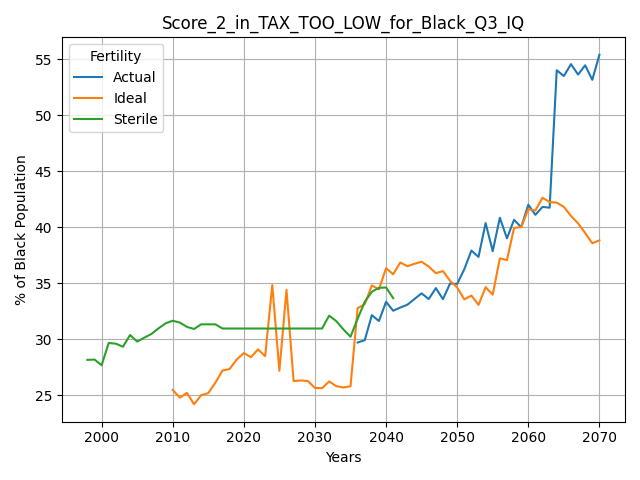 Score_2_in_TAX_TOO_LOW_for_Black_Q3_IQ
Fertility
Actual
Ideal
Sterile
% of Black Population
55
50
45
40
35
30
25
2000 2010 2020 2030 2040 2050 2060 2070
Years